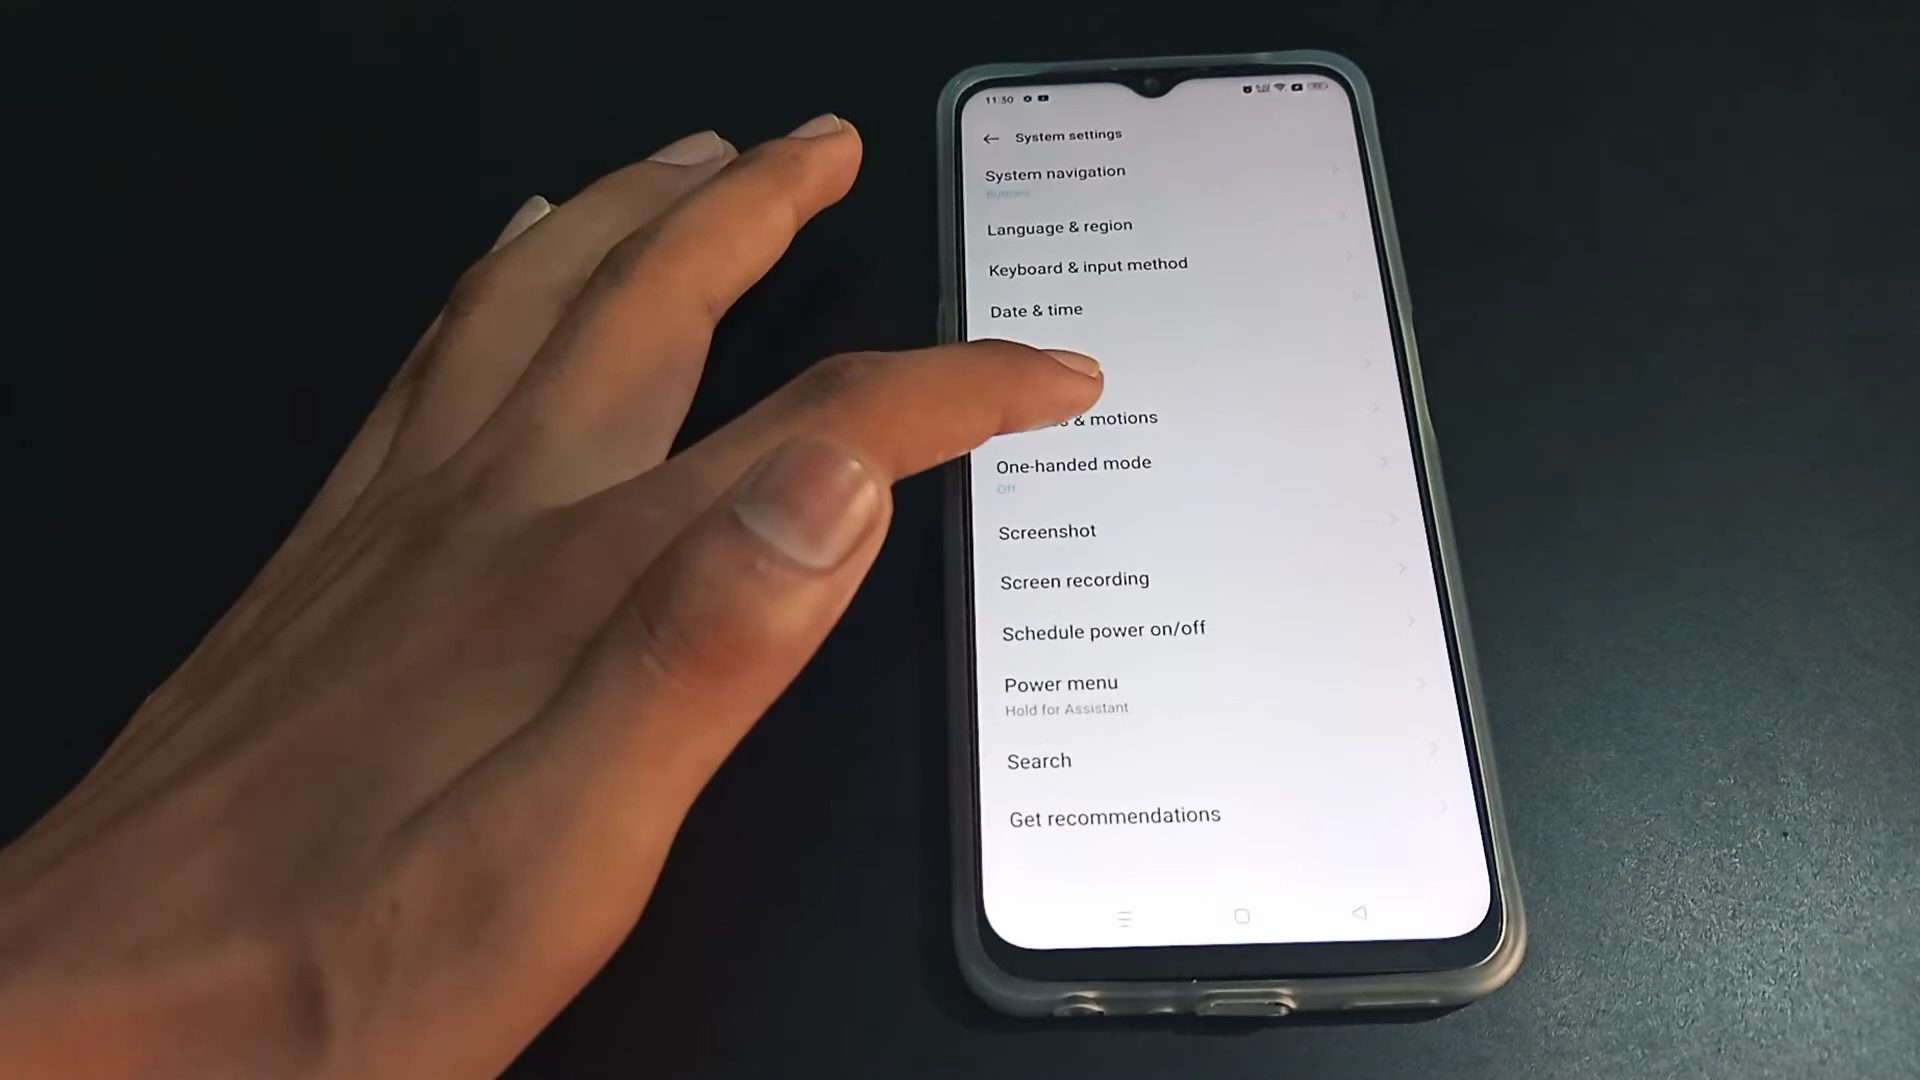 11:30
System settings
System navigation
Buttons
Language & region
Keyboard & input method
Date & time
& motions
One-handed mode
Off
Screenshot
Screen recording
Schedule power on/off
Power menu
Hold for Assistant
Search
Get recommendations